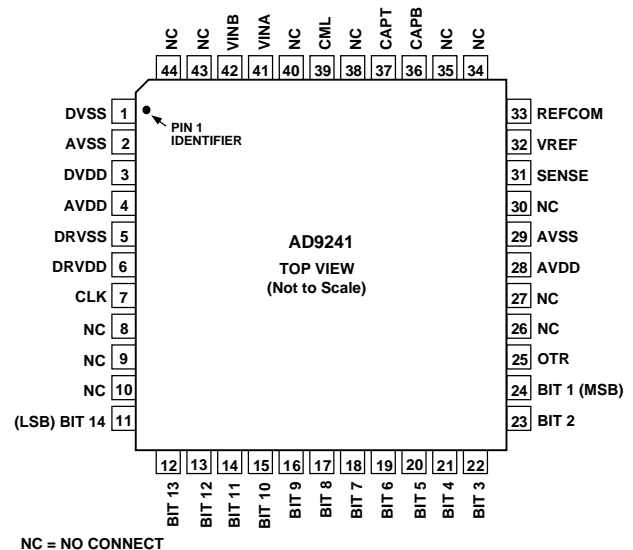 NC NC VINB VINA NC CML NC CAPT CAPB NC NC
44 43 42 41 40 39 38 37 36 35 34
DVSS 1
AVSS 2
DVDD 3
AVDD 4
DRVSS 5
DRVDD 6
CLK 7
NC 8
NC 9
NC 10
(LSB) BIT 14 11
PIN 1
IDENTIFIER
AD9241
TOP VIEW
(Not to Scale)
33 REFCOM
32 VREF
31 SENSE
30 NC
29 AVSS
28 AVDD
27 NC
26 NC
25 OTR
24 BIT 1 (MSB)
23 BIT 2
12 13 14 15 16 17 18 19 20 21 22
BIT 13 BIT 12 BIT 11 BIT 10 BIT 9 BIT 8 BIT 7 BIT 6 BIT 5 BIT 4 BIT 3
NC = NO CONNECT